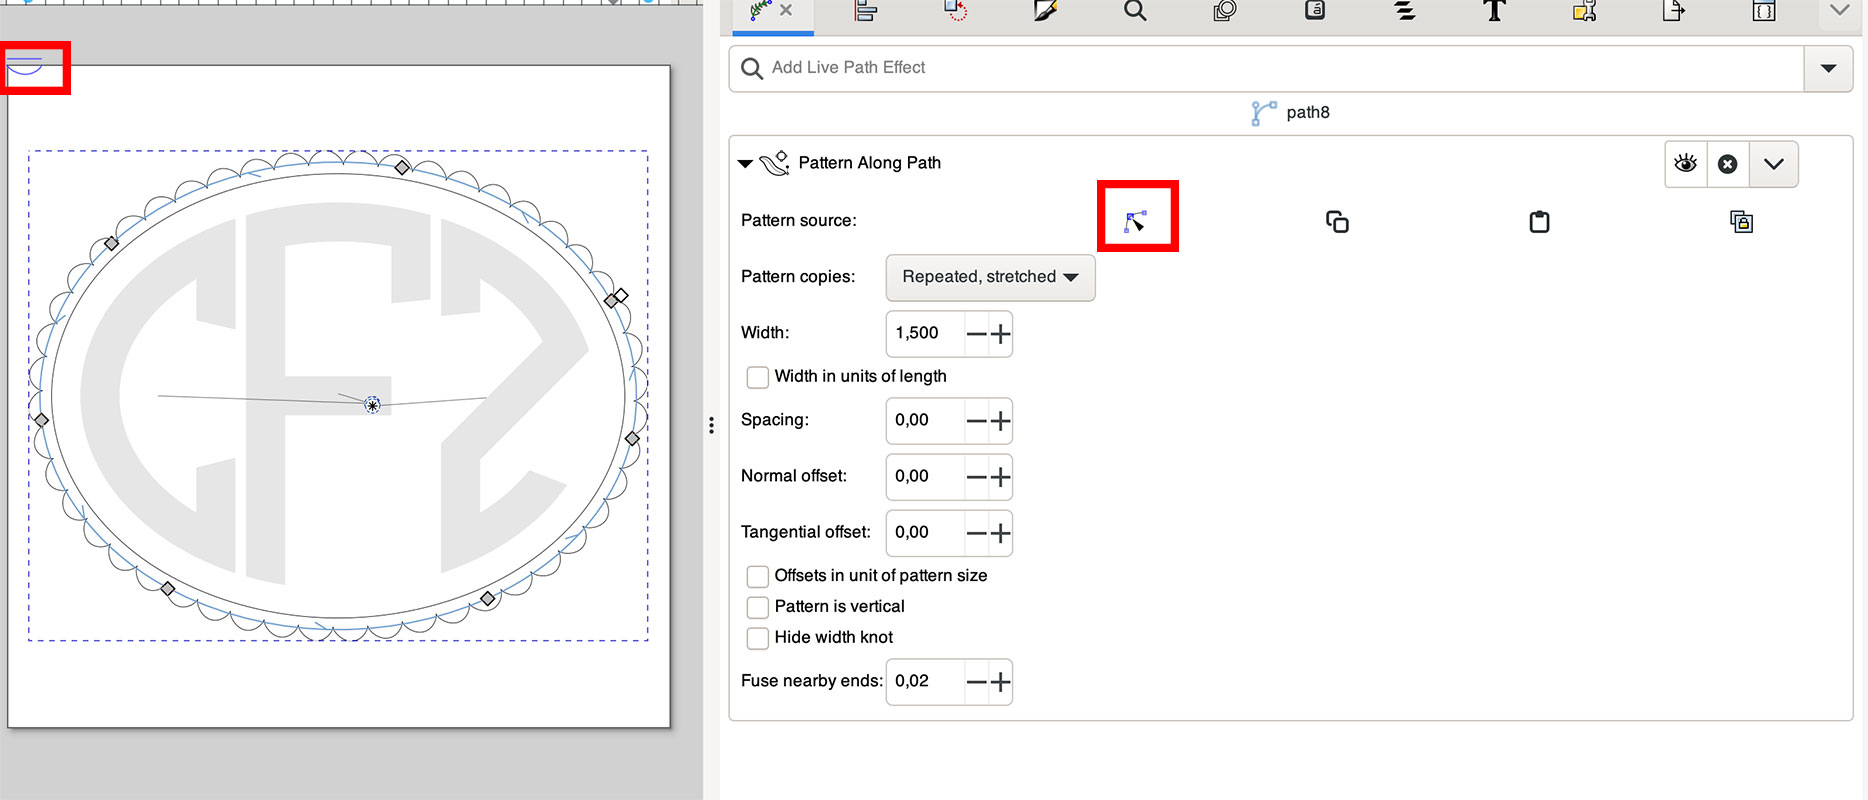 Add Live Path Effect
path8
Pattern Along Path
Pattern source:
Pattern copies: Repeated, stretched
Width: 1,500
Width in units of length
Spacing: 0,00
Normal offset: 0,00
Tangential offset: 0,00
Offsets in unit of pattern size
Pattern is vertical
Hide width knot
Fuse nearby ends: 0,02
CFZ